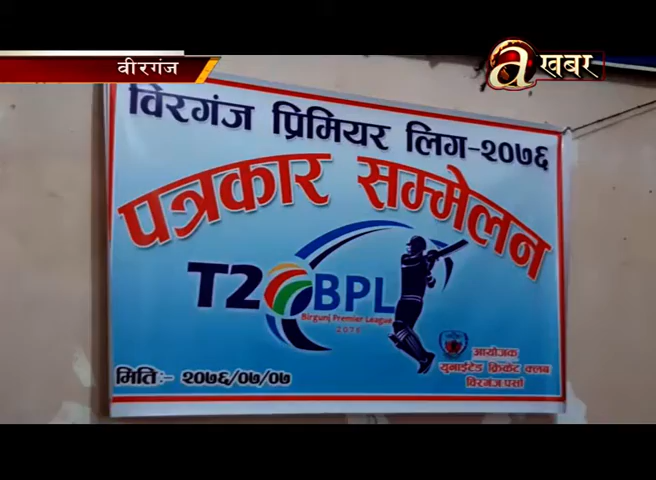 वीरगंज
a खबर
विरगंज प्रिमियर लिग-२०७६
पत्रकार सम्मेलन
T20 BPL
Birgunj Premier League
2076
आयोजक
युनाईटेड क्रिकेट क्लब
विरगंज पर्सा
मिति:- २०७६/०७/०७